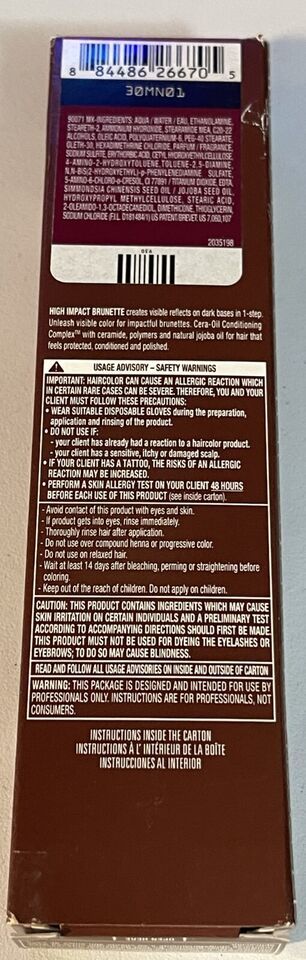 8 84486 26670 5
30MN01
90071 MK-INGREDIENTS: AQUA / WATER / EAU, ETHANOLAMINE,
STEARETH-2, AMMONIUM HYDROXIDE, STEARAMIDE MEA, C20-22
ALCOHOLS, OLEIC ACID, POLYQUATERNIUM-6, PEG-40 STEARATE,
OLETH-30, HEXADIMETHRINE CHLORIDE, PARFUM / FRAGRANCE,
SODIUM SULFITE, ERYTHORBIC ACID, CETYL HYDROXYETHYLCELLULOSE,
4-AMINO-2-HYDROXYTOLUENE, TOLUENE-2,5-DIAMINE,
N,N-BIS(2-HYDROXYETHYL)-p-PHENYLENEDIAMINE SULFATE,
5-AMINO-6-CHLORO-o-CRESOL, CI 77891 / TITANIUM DIOXIDE, EDTA,
SIMMONDSIA CHINENSIS SEED OIL / JOJOBA SEED OIL,
HYDROXYPROPYL METHYLCELLULOSE, STEARIC ACID,
2-OLEAMIDO-1,3-OCTADECANEDIOL, DIMETHICONE, THIOGLYCERIN,
SODIUM CHLORIDE (F.I.L. D181484/1) US PATENT/BREVET: US 7,060,107
2035198
HIGH IMPACT BRUNETTE creates visible reflects on dark bases in 1-step.
Unleash visible color for impactful brunettes. Cera-Oil Conditioning
Complex™ with ceramide, polymers and natural jojoba oil for hair that
feels protected, conditioned and polished.
USAGE ADVISORY – SAFETY WARNINGS
IMPORTANT: HAIRCOLOR CAN CAUSE AN ALLERGIC REACTION WHICH
IN CERTAIN RARE CASES CAN BE SEVERE. THEREFORE, YOU AND YOUR
CLIENT MUST FOLLOW THESE PRECAUTIONS:
• WEAR SUITABLE DISPOSABLE GLOVES during the preparation,
application and rinsing of the product.
• DO NOT USE IF:
- your client has already had a reaction to a haircolor product.
- your client has a sensitive, itchy or damaged scalp.
• IF YOUR CLIENT HAS A TATTOO, THE RISKS OF AN ALLERGIC
REACTION MAY BE INCREASED.
• PERFORM A SKIN ALLERGY TEST ON YOUR CLIENT 48 HOURS
BEFORE EACH USE OF THIS PRODUCT (see inside carton).
- Avoid contact of this product with eyes and skin.
- If product gets into eyes, rinse immediately.
- Thoroughly rinse hair after application.
- Do not use over compound henna or progressive color.
- Do not use on relaxed hair.
- Wait at least 14 days after bleaching, perming or straightening before
coloring.
- Keep out of the reach of children. Do not apply on children.
CAUTION: THIS PRODUCT CONTAINS INGREDIENTS WHICH MAY CAUSE
SKIN IRRITATION ON CERTAIN INDIVIDUALS AND A PRELIMINARY TEST
ACCORDING TO ACCOMPANYING DIRECTIONS SHOULD FIRST BE MADE.
THIS PRODUCT MUST NOT BE USED FOR DYEING THE EYELASHES OR
EYEBROWS; TO DO SO MAY CAUSE BLINDNESS.
READ AND FOLLOW ALL USAGE ADVISORIES ON INSIDE AND OUTSIDE OF CARTON
WARNING: THIS PACKAGE IS DESIGNED AND INTENDED FOR USE BY
PROFESSIONALS ONLY. INSTRUCTIONS ARE FOR PROFESSIONALS, NOT
CONSUMERS.
INSTRUCTIONS INSIDE THE CARTON
INSTRUCTIONS À L' INTÉRIEUR DE LA BOÎTE
INSTRUCCIONES AL INTERIOR